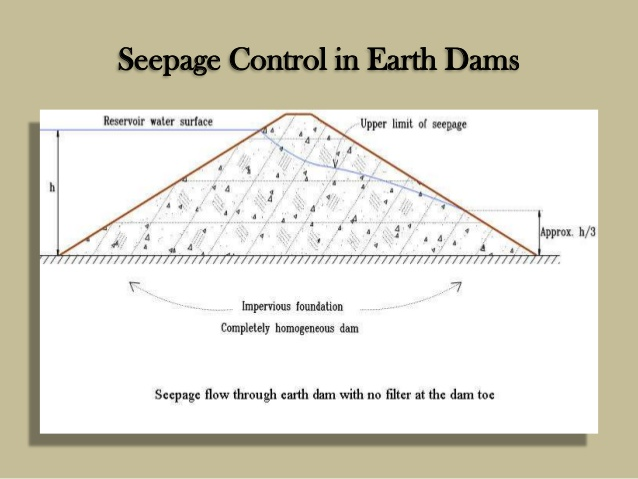 Seepage Control in Earth Dams
Reservoir water surface
Upper limit of seepage
h
Approx. h/3
Impervious foundation
Completely homogeneous dam
Seepage flow through earth dam with no filter at the dam toe